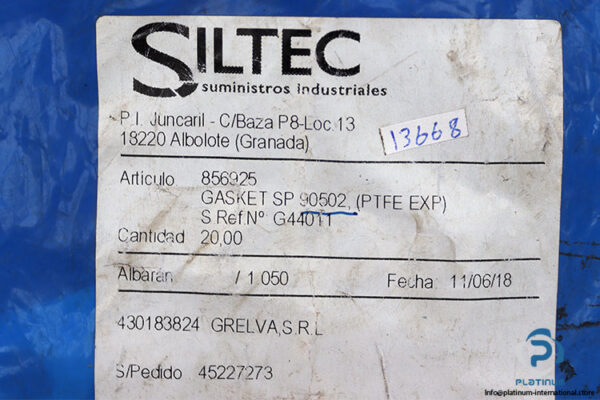 SILTEC
suministros industriales
P.I. Juncaril - C/Baza P8-Loc.13
18220 Albolote (Granada)
13668
Articulo 856925
GASKET SP 90502, (PTFE EXP)
S Ref.Nº G44011
Cantidad 20,00
Albarán / 1.050 Fecha: 11/06/18
430183824 GRELVA,S.R.L
S/Pedido 45227273
PLATINUM
Info@platinum-international.store